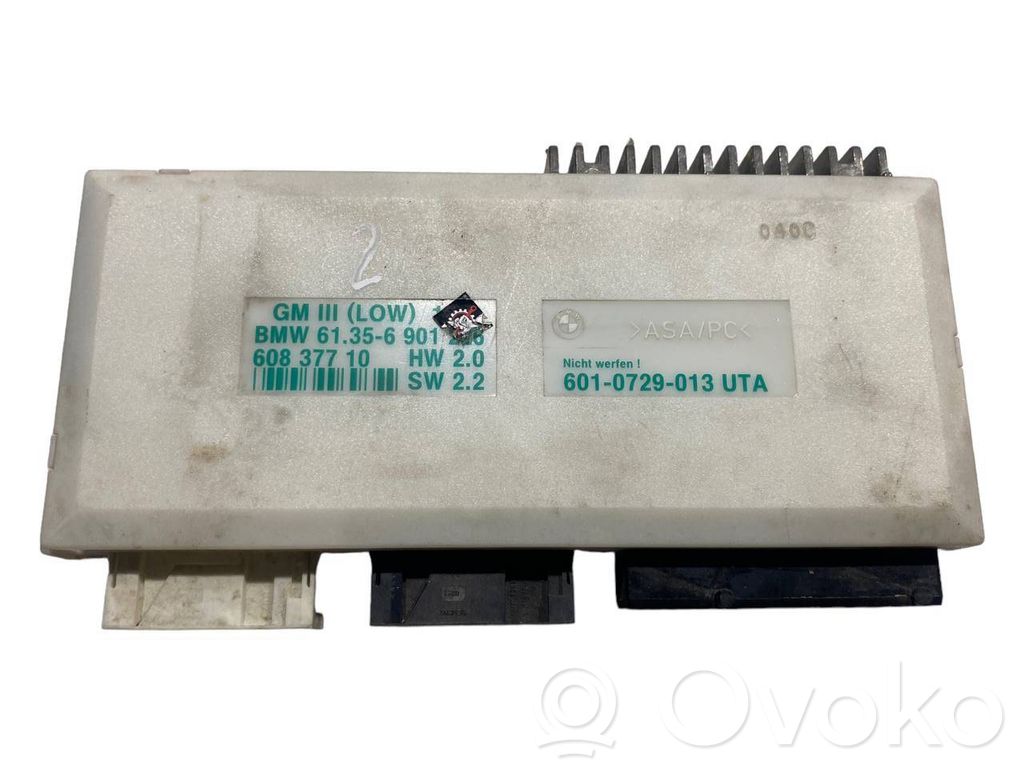 040C
2
GM III (LOW)
BMW 61.35-6 901
608 377 10 HW 2.0
SW 2.2
>ASA/PC<
Nicht werfen !
601-0729-013 UTA
Ovoko